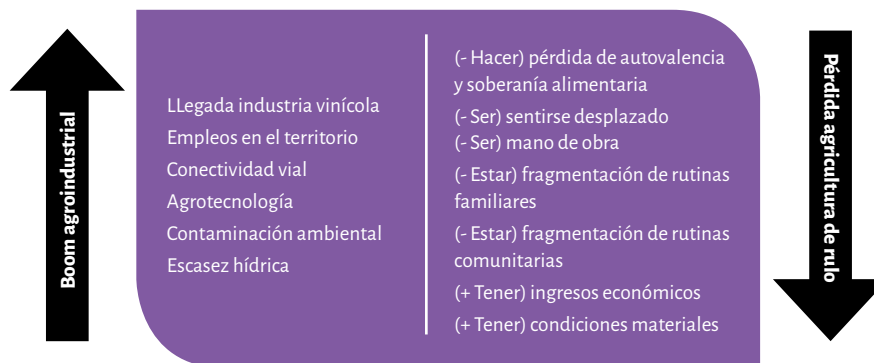 Boom agroindustrial
LLegada industria vinícola
Empleos en el territorio
Conectividad vial
Agrotecnología
Contaminación ambiental
Escasez hídrica
(- Hacer) pérdida de autovalencia
y soberanía alimentaria
(- Ser) sentirse desplazado
(- Ser) mano de obra
(- Estar) fragmentación de rutinas
familiares
(- Estar) fragmentación de rutinas
comunitarias
(+ Tener) ingresos económicos
(+ Tener) condiciones materiales
Pérdida agricultura de rulo